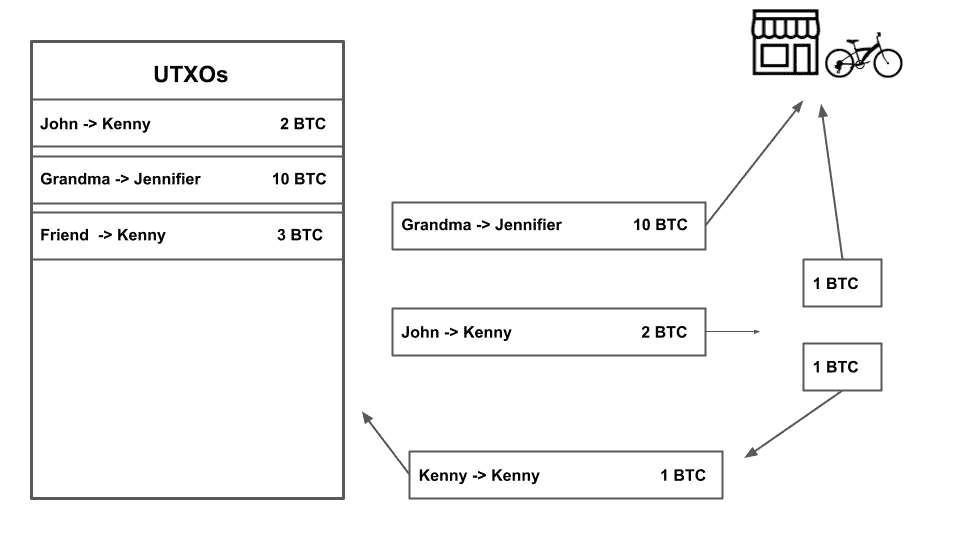 UTXOs
John -> Kenny 2 BTC
Grandma -> Jennifier 10 BTC
Friend -> Kenny 3 BTC
Grandma -> Jennifier 10 BTC
1 BTC
John -> Kenny 2 BTC
1 BTC
Kenny -> Kenny 1 BTC